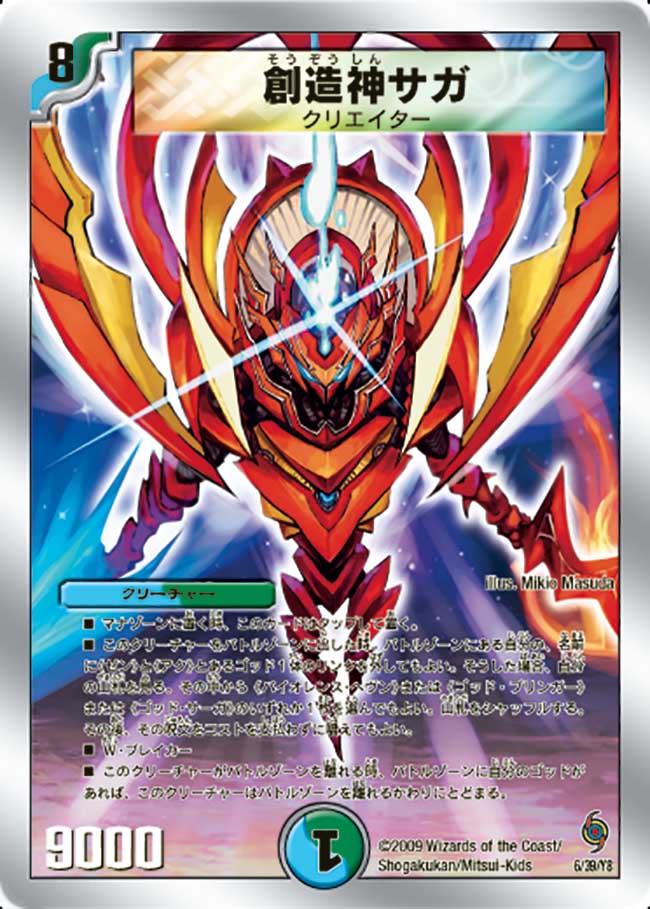 8
そうぞうしん
創造神サガ
クリエイター
illus. Mikio Masuda
クリーチャー
■ マナゾーンに置く時、このカードはタップして置く。
■ このクリーチャーをバトルゾーンに出した時、バトルゾーンにある自分の、名前
に《ゼン》と《アク》とあるゴッド1体のリンクを外してもよい。そうした場合、自分
の山札を見る。その中から《バイオレンス・ヘヴン》または《ゴッド・ブリンガー》
または《ゴッド・サーガ》のいずれか1枚を選んでもよい。山札をシャッフルする。
その後、その呪文をコストを支払わずに唱えてもよい。
■ W・ブレイカー
■ このクリーチャーがバトルゾーンを離れる時、バトルゾーンに自分のゴッドが
あれば、このクリーチャーはバトルゾーンを離れるかわりにとどまる。
9000
1
©2009 Wizards of the Coast/
Shogakukan/Mitsui-Kids
6/39/Y8